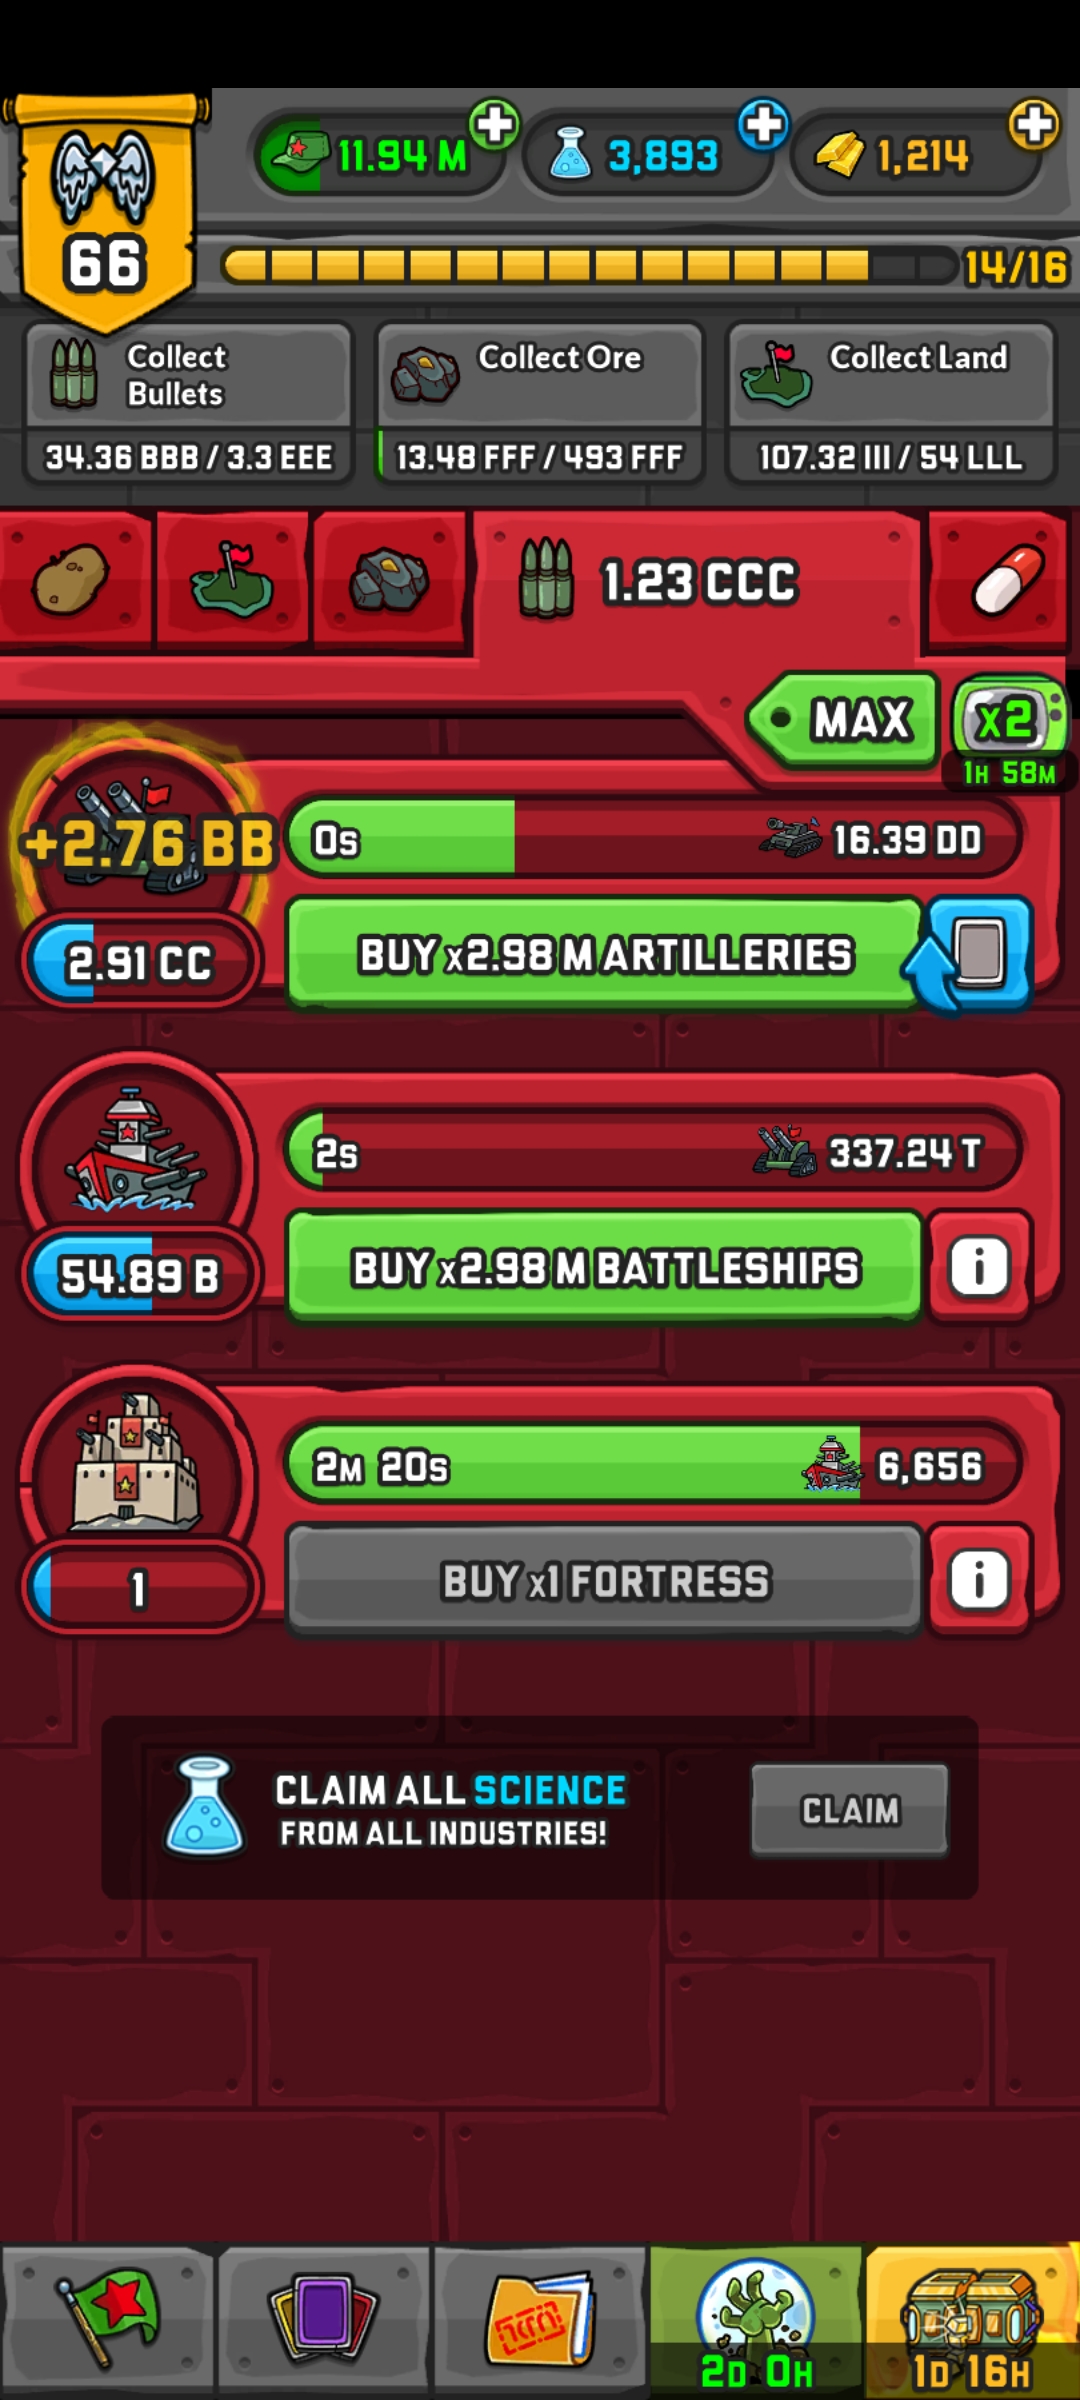 11.94 M
3,893
1,214
66
14/16
Collect
Bullets
34.36 BBB / 3.3 EEE
Collect Ore
13.48 FFF / 493 FFF
Collect Land
107.32 III / 54 LLL
1.23 CCC
MAX
x2
1H 58M
+2.76 BB
0s
16.39 DD
2.91 CC
BUY x2.98 M ARTILLERIES
2s
337.24 T
54.89 B
BUY x2.98 M BATTLESHIPS
i
2M 20s
6,656
1
BUY x1 FORTRESS
i
CLAIM ALL SCIENCE
FROM ALL INDUSTRIES!
CLAIM
2D 0H
1D 16H